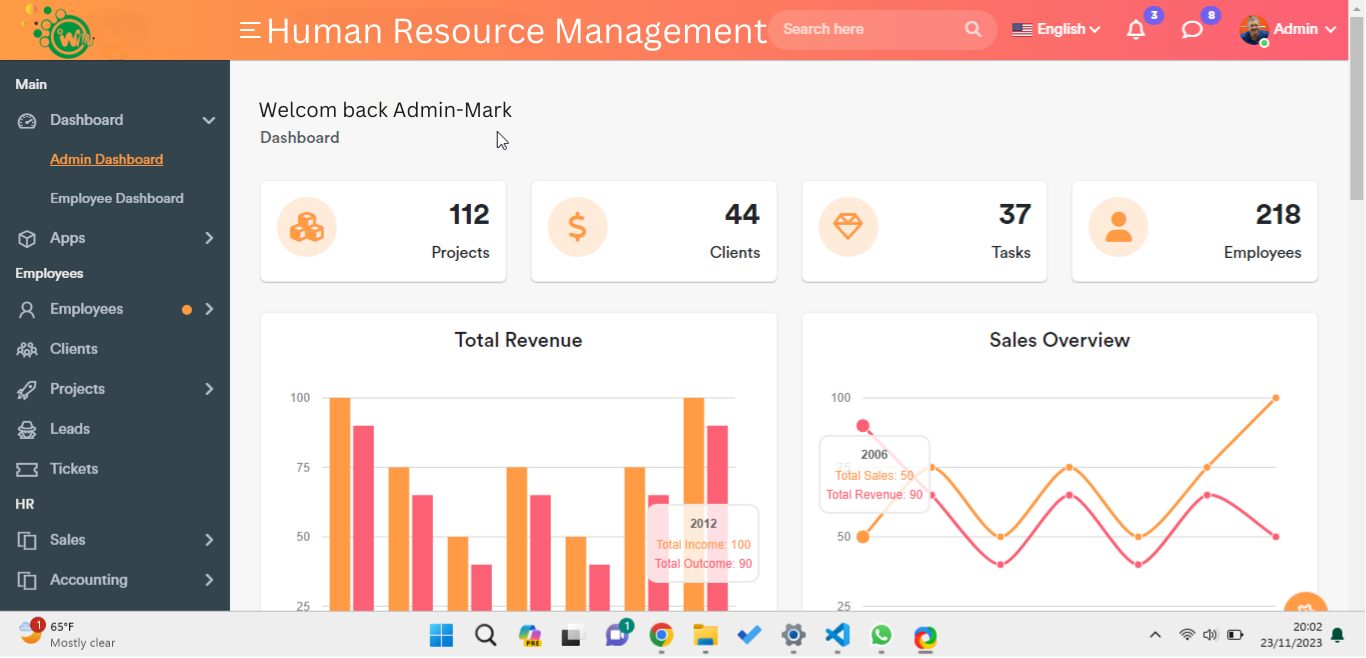 Win
Human Resource Management
Search here
English
3
8
Admin
Main
Dashboard
Admin Dashboard
Employee Dashboard
Apps
Employees
Employees
Clients
Projects
Leads
Tickets
HR
Sales
Accounting
Welcom back Admin-Mark
Dashboard
112
Projects
44
Clients
37
Tasks
218
Employees
Total Revenue
100
75
50
25
2012
Total Income: 100
Total Outcome: 90
Sales Overview
100
75
50
25
2006
Total Sales: 50
Total Revenue: 90
1
65°F
Mostly clear
PRE
1
20:02
23/11/2023